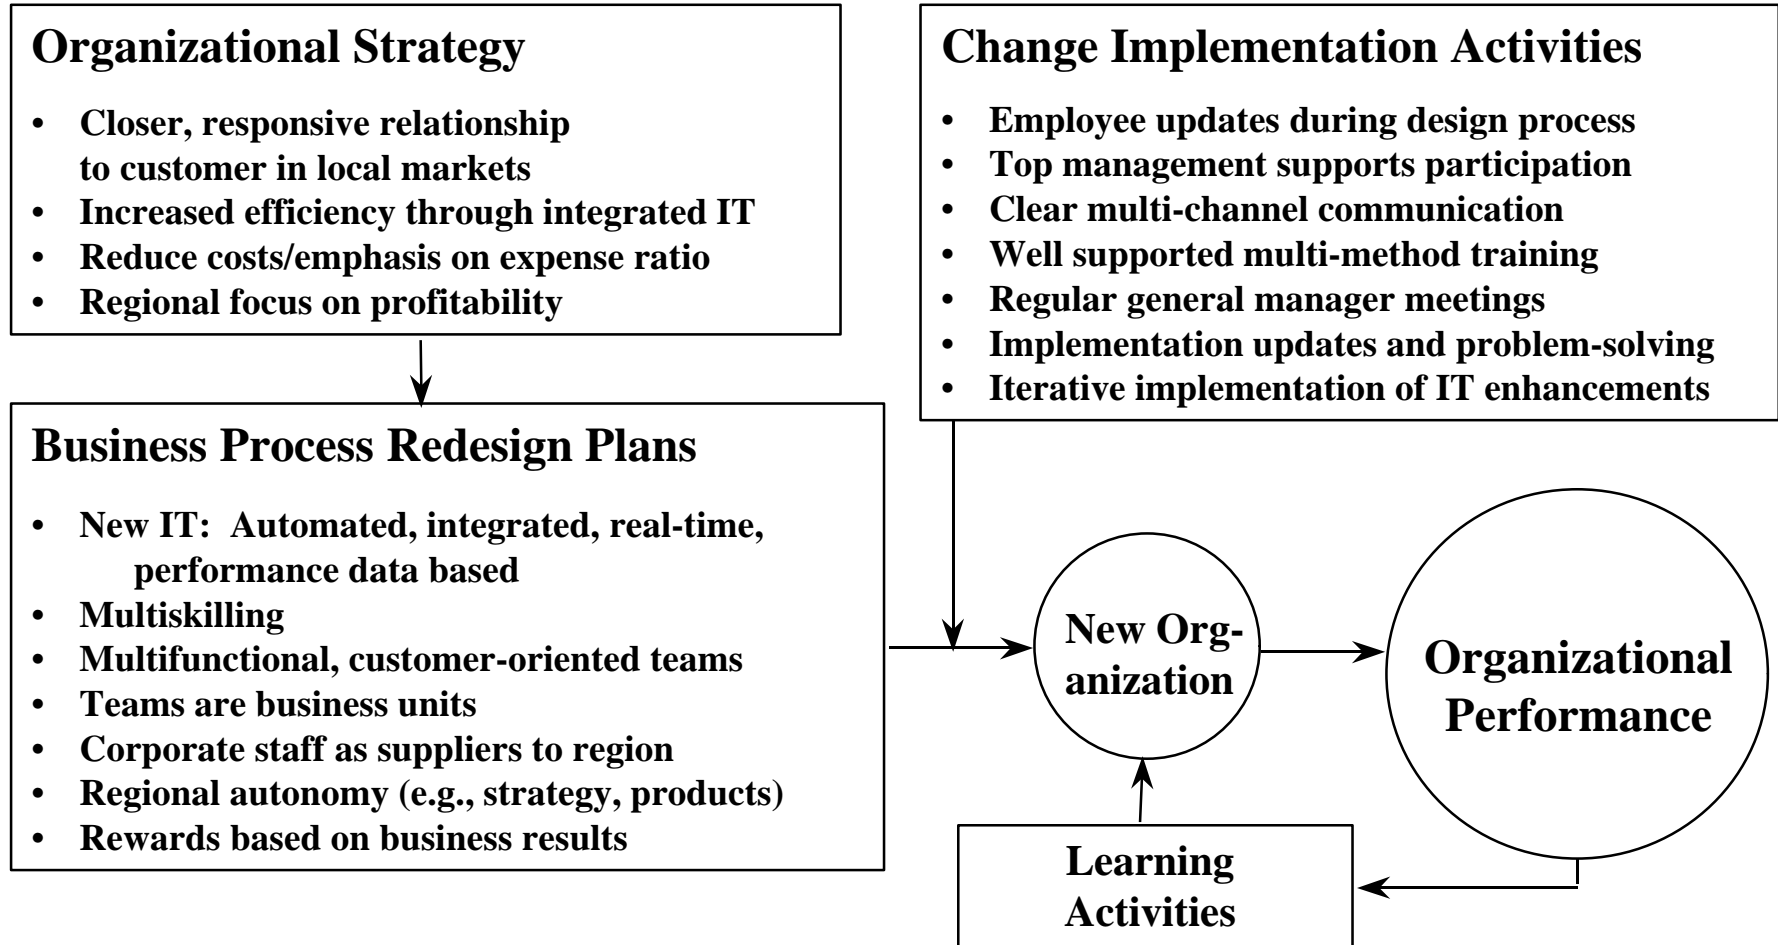 Organizational Strategy
• Closer, responsive relationship
to customer in local markets
• Increased efficiency through integrated IT
• Reduce costs/emphasis on expense ratio
• Regional focus on profitability
Change Implementation Activities
• Employee updates during design process
• Top management supports participation
• Clear multi-channel communication
• Well supported multi-method training
• Regular general manager meetings
• Implementation updates and problem-solving
• Iterative implementation of IT enhancements
Business Process Redesign Plans
• New IT:  Automated, integrated, real-time,
performance data based
• Multiskilling
• Multifunctional, customer-oriented teams
• Teams are business units
• Corporate staff as suppliers to region
• Regional autonomy (e.g., strategy, products)
• Rewards based on business results
New Org-
anization
Organizational
Performance
Learning
Activities